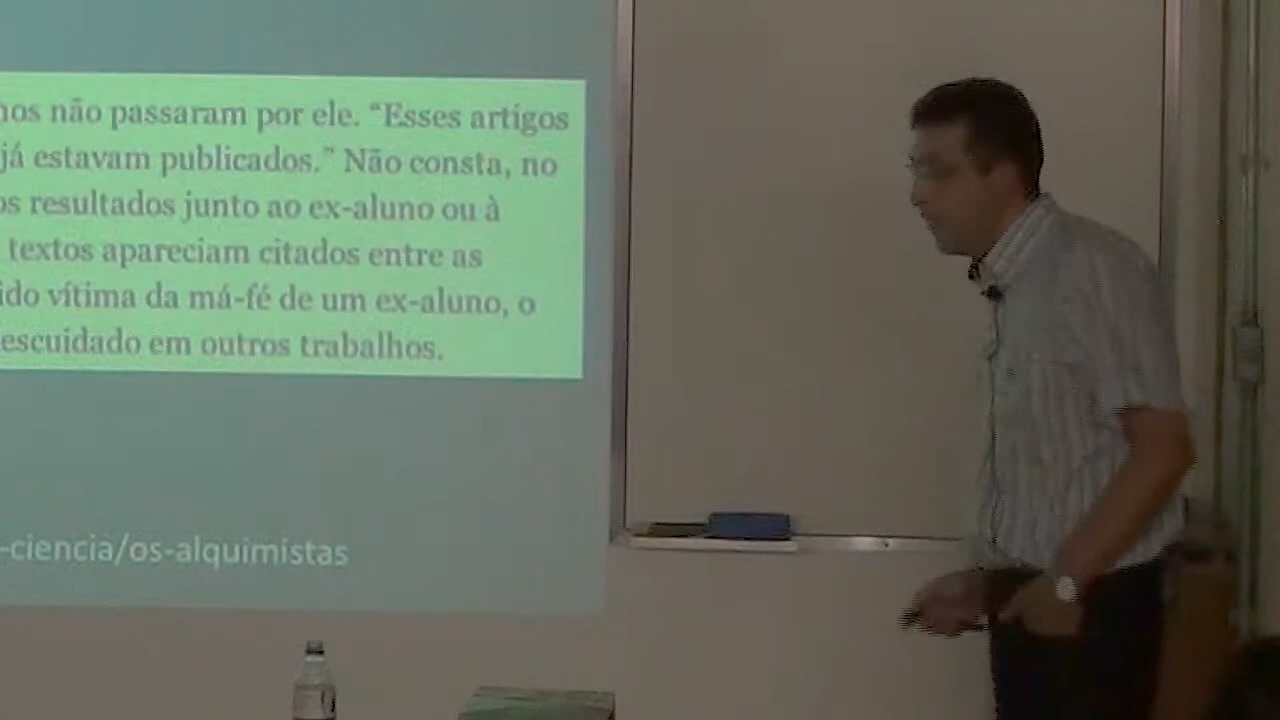 nos não passaram por ele. “Esses artigos
já estavam publicados.” Não consta, no
os resultados junto ao ex-aluno ou à
textos apareciam citados entre as
ido vítima da má-fé de um ex-aluno, o
escuidado em outros trabalhos.
-ciencia/os-alquimistas